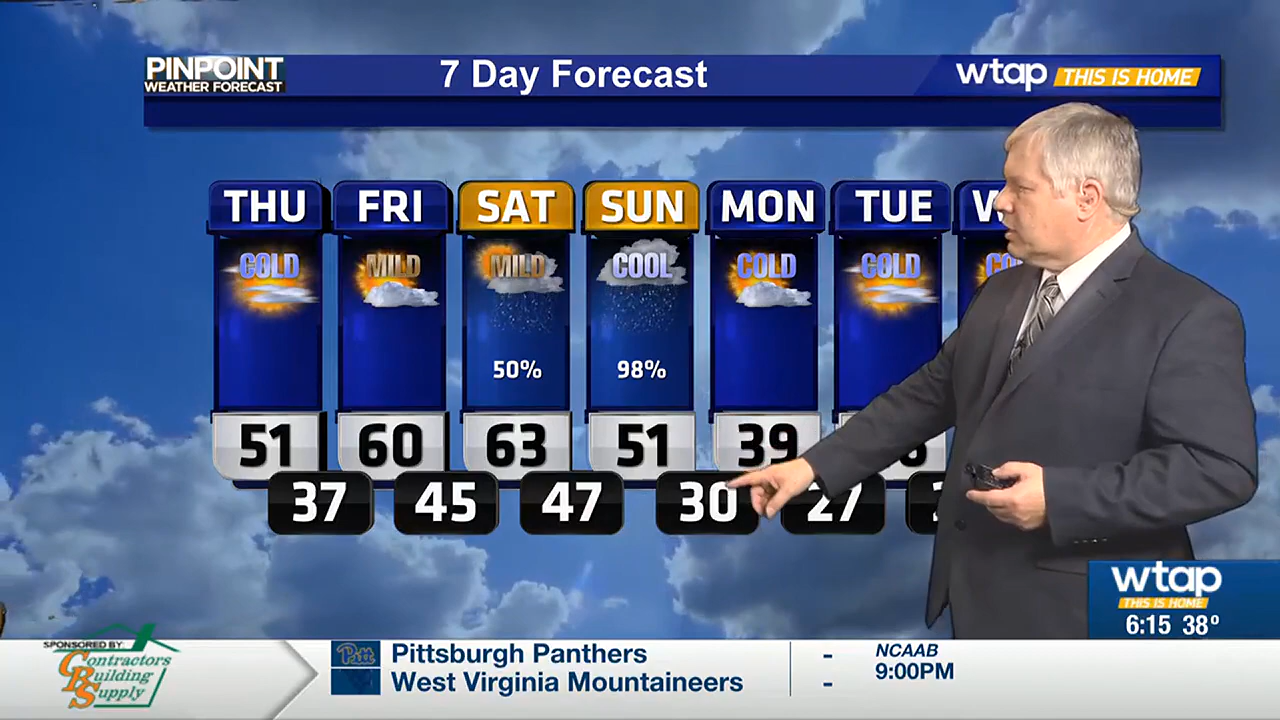 PINPOINT
WEATHER FORECAST
7 Day Forecast
wtap THIS IS HOME
THU FRI SAT SUN MON TUE
COLD MILD MILD COOL COLD COLD
50% 98%
51 60 63 51 39
37 45 47 30 27
wtap
THIS IS HOME
6:15 38°
SPONSORED BY:
Contractors
Building
Supply
Pitt
Pittsburgh Panthers - NCAAB
West Virginia Mountaineers - 9:00PM